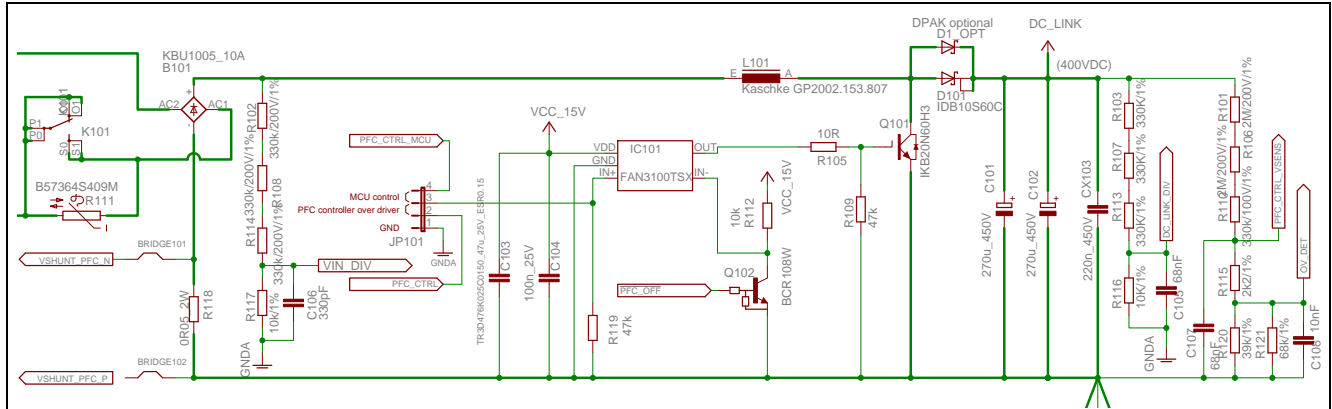 KBU1005_10A
B101
AC2
AC1
+
-
P1
P0
O1
K101
S0
S1
B57364S409M
R111
VSHUNT_PFC_N
BRIDGE101
0R05_2W
R118
VSHUNT_PFC_P
BRIDGE102
R102
330k/200V/1%
R108
330k/200V/1%
R114
330k/200V/1%
VIN_DIV
R117
10k/1%
C106
330pF
GNDA
PFC_CTRL_MCU
MCU control
PFC controller over driver
GND
4
3
2
1
JP101
GNDA
PFC_CTRL
VCC_15V
TR3D476K025C0150_47u_25V_ESR0.15
C103
100n_25V
C104
VDD
GND
IN+
IC101
FAN3100TSX
OUT
IN-
R119
47k
L101
E
A
Kaschke GP2002.153.807
10R
R105
VCC_15V
10k
R112
R109
47k
Q102
BCR108W
PFC_OFF
Q101
IKB20N60H3
DPAK optional
D1_OPT
D101
IDB10S60C
DC_LINK
(400VDC)
C101
270u_450V
C102
270u_450V
CX103
220n_450V
R103
330K/1%
R107
330K/1%
R113
330K/1%
R116
10K/1%
DC_LINK_DIV
C105
68nF
GNDA
R101
2M/200V/1%
R106
2M/200V/1%
330k/100V/1%
R115
2k2/1%
R120
39k/1%
R121
68k/1%
C107
68nF
C108
10nF
PFC_CTRL_VSENS
OV_DET